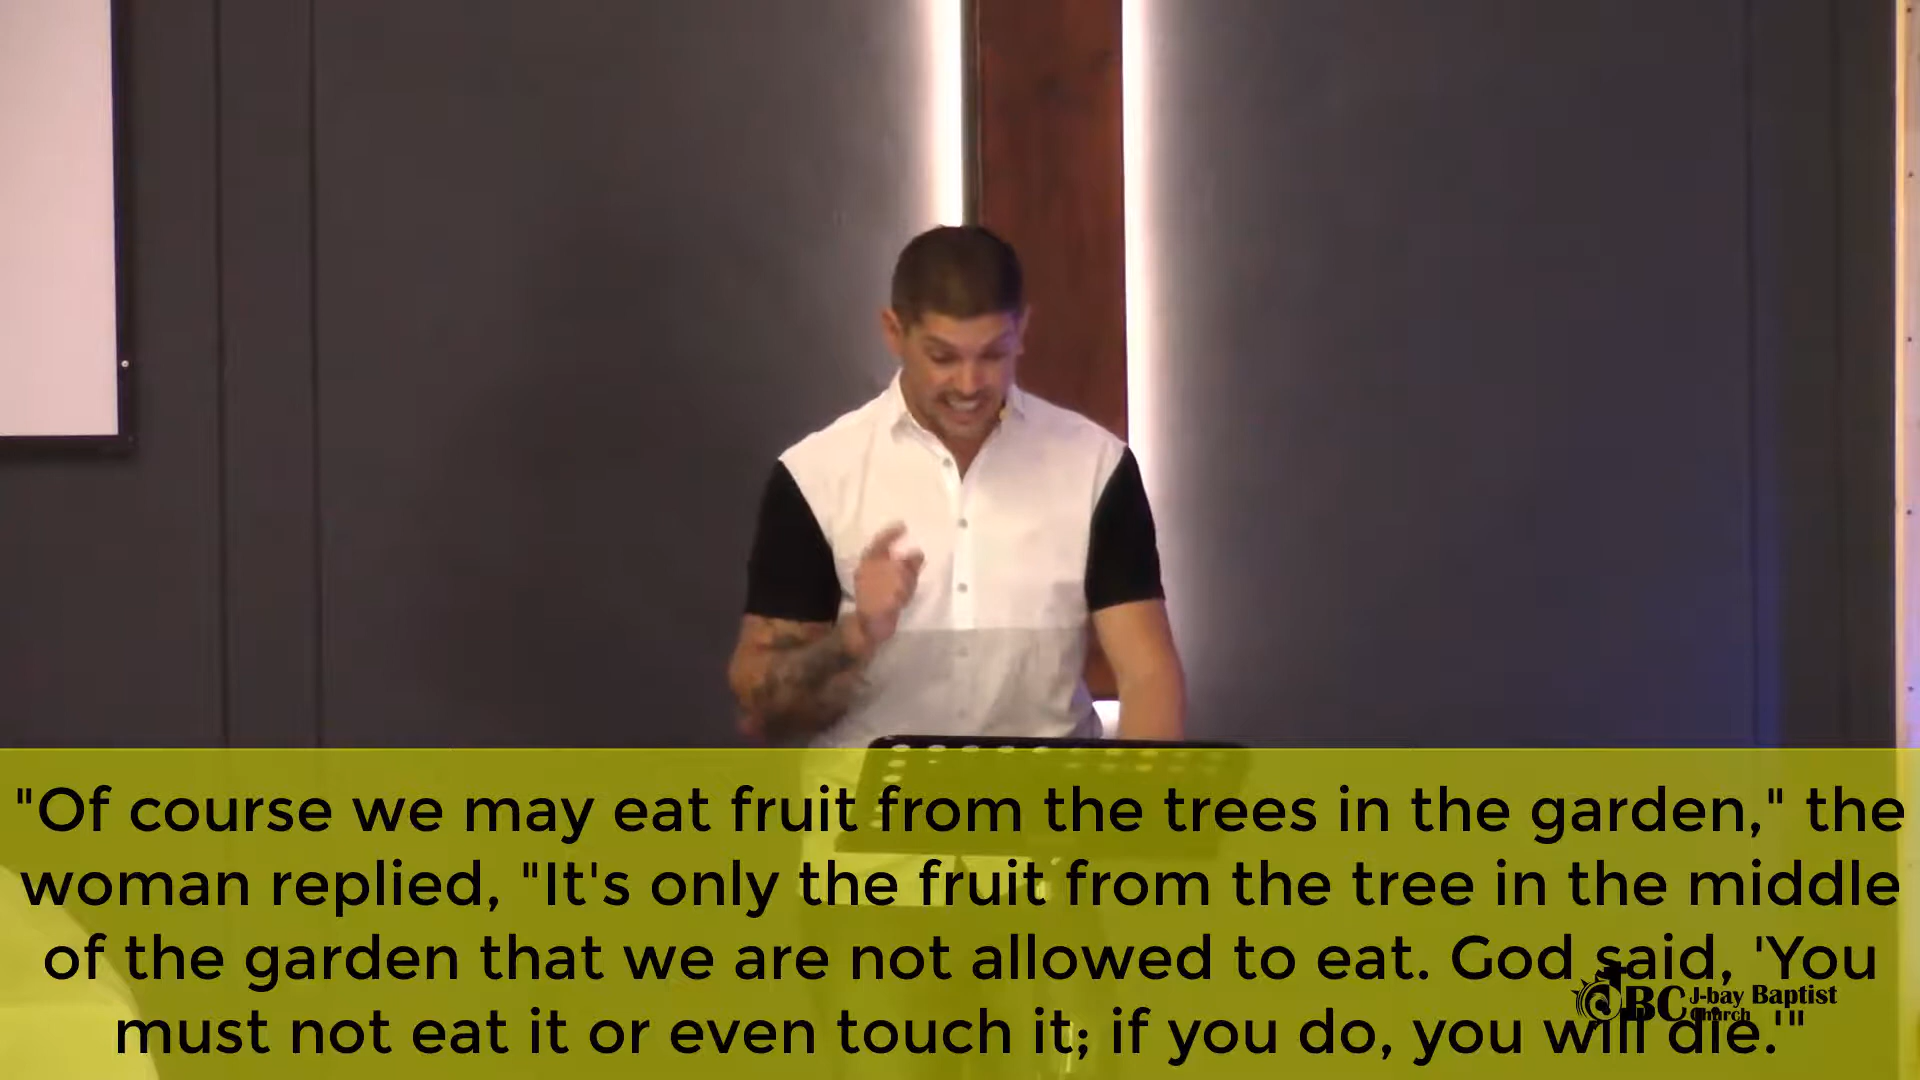 "Of course we may eat fruit from the trees in the garden," the
woman replied, "It's only the fruit from the tree in the middle
of the garden that we are not allowed to eat. God said, 'You
must not eat it or even touch it; if you do, you will die.'"
JBC J-bay Baptist
Church